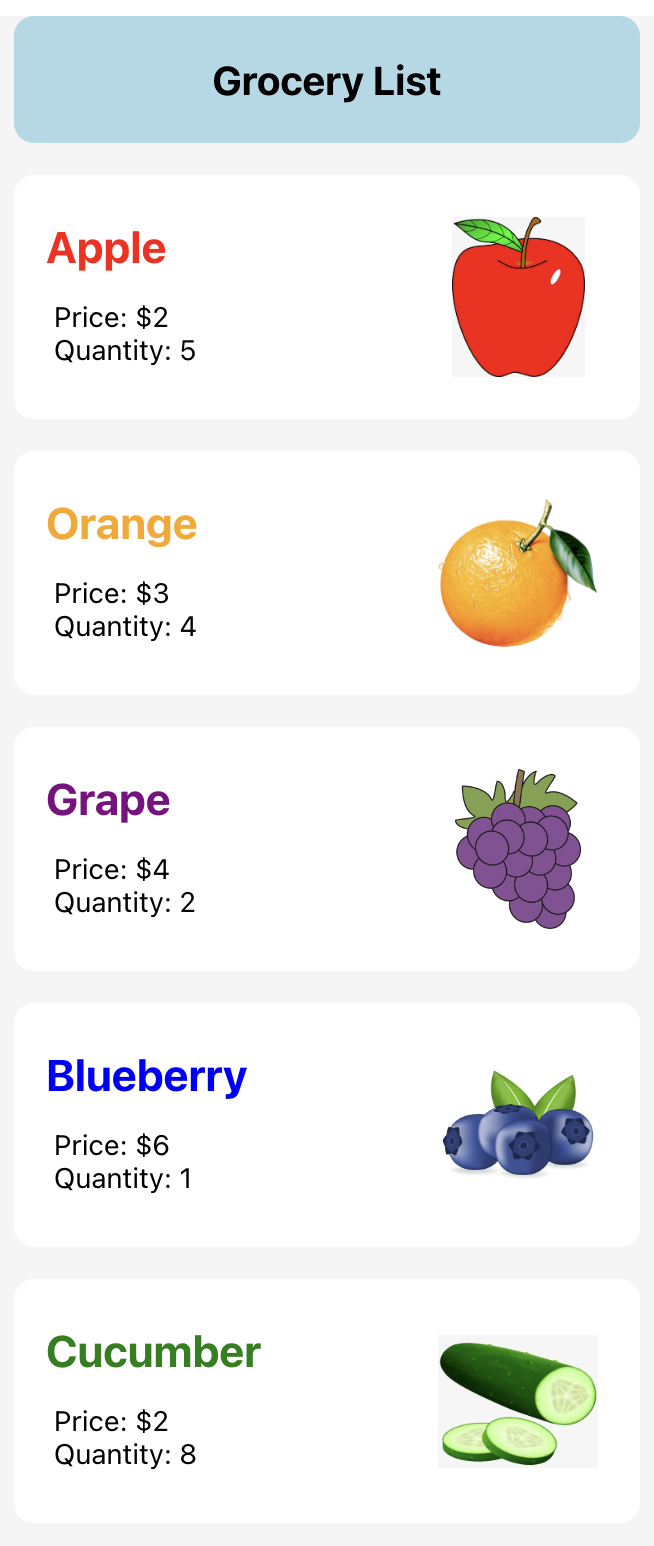 Grocery List
Apple
Price: $2
Quantity: 5
Orange
Price: $3
Quantity: 4
Grape
Price: $4
Quantity: 2
Blueberry
Price: $6
Quantity: 1
Cucumber
Price: $2
Quantity: 8